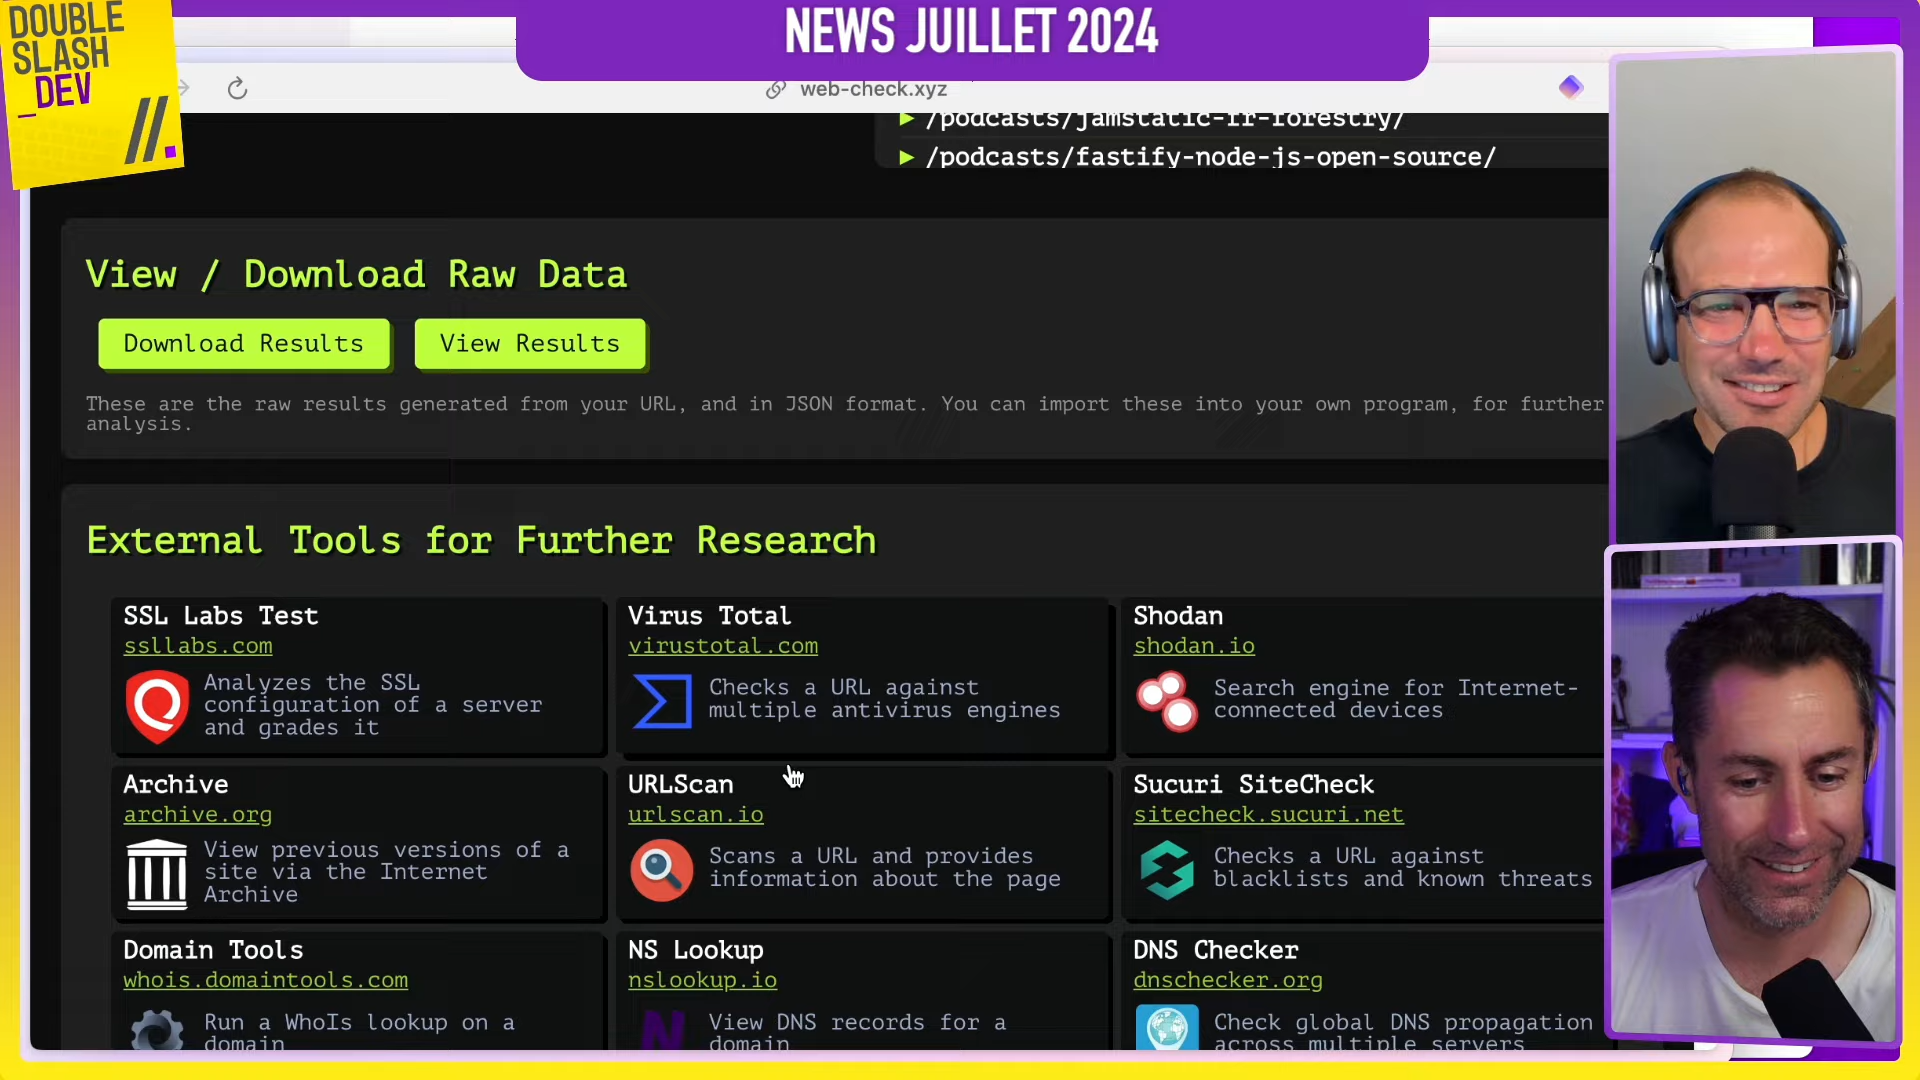 NEWS JUILLET 2024
DOUBLE
SLASH
_DEV
//.
web-check.xyz
/podcasts/jamstatic-fr-forestry/
/podcasts/fastify-node-js-open-source/
View / Download Raw Data
Download Results
View Results
These are the raw results generated from your URL, and in JSON format. You can import these into your own program, for further
analysis.
External Tools for Further Research
SSL Labs Test
ssllabs.com
Analyzes the SSL
configuration of a server
and grades it
Virus Total
virustotal.com
Checks a URL against
multiple antivirus engines
Shodan
shodan.io
Search engine for Internet-
connected devices
Archive
archive.org
View previous versions of a
site via the Internet
Archive
URLScan
urlscan.io
Scans a URL and provides
information about the page
Sucuri SiteCheck
sitecheck.sucuri.net
Checks a URL against
blacklists and known threats
Domain Tools
whois.domaintools.com
Run a WhoIs lookup on a
domain
NS Lookup
nslookup.io
View DNS records for a
domain
DNS Checker
dnschecker.org
Check global DNS propagation
across multiple servers